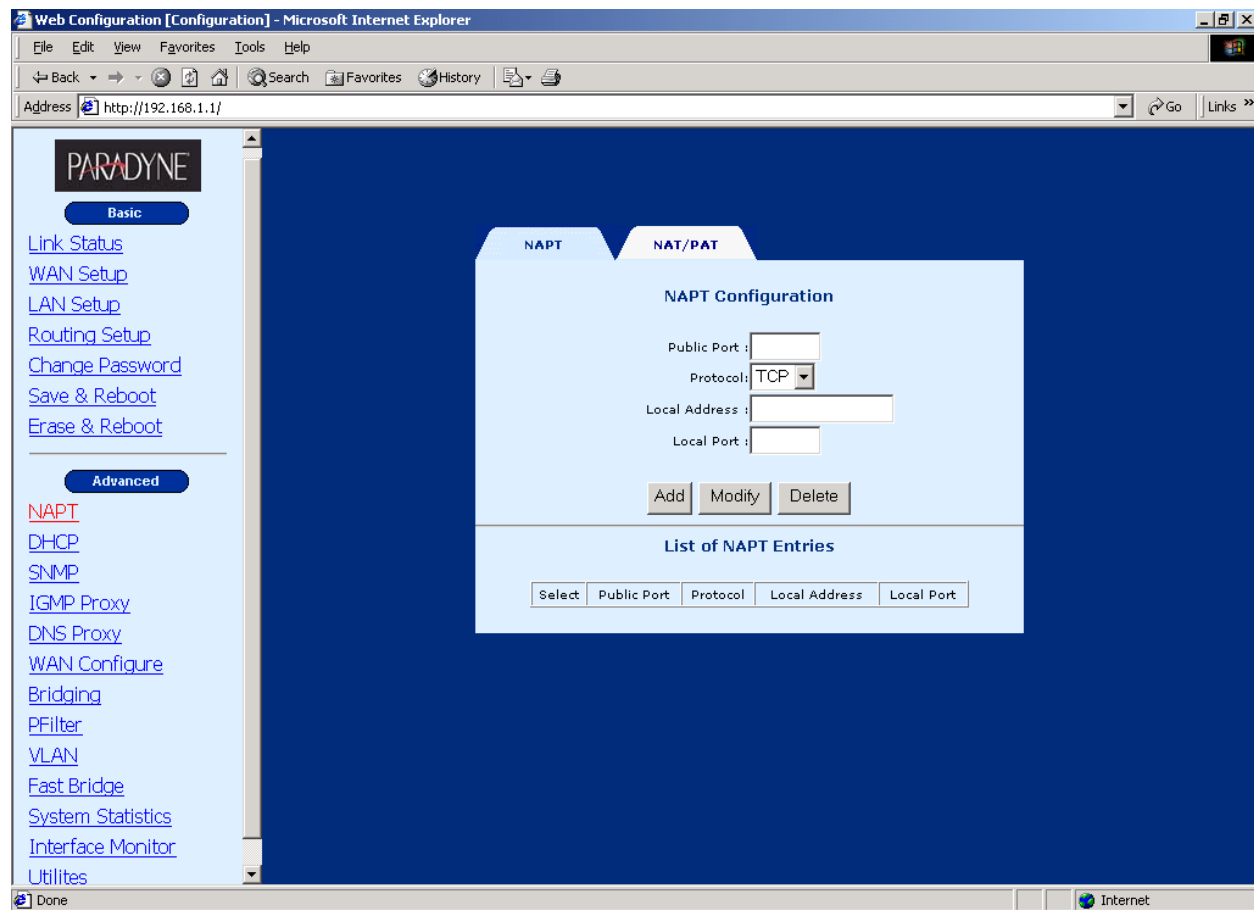 Web Configuration [Configuration] - Microsoft Internet Explorer
File Edit View Favorites Tools Help
Back Search Favorites History
Address http://192.168.1.1/ Go Links »
PARADYNE
Basic
Link Status
WAN Setup
LAN Setup
Routing Setup
Change Password
Save & Reboot
Erase & Reboot
Advanced
NAPT
DHCP
SNMP
IGMP Proxy
DNS Proxy
WAN Configure
Bridging
PFilter
VLAN
Fast Bridge
System Statistics
Interface Monitor
Utilites
NAPT NAT/PAT
NAPT Configuration
Public Port :
Protocol: TCP
Local Address :
Local Port :
Add Modify Delete
List of NAPT Entries
Select Public Port Protocol Local Address Local Port
Done Internet